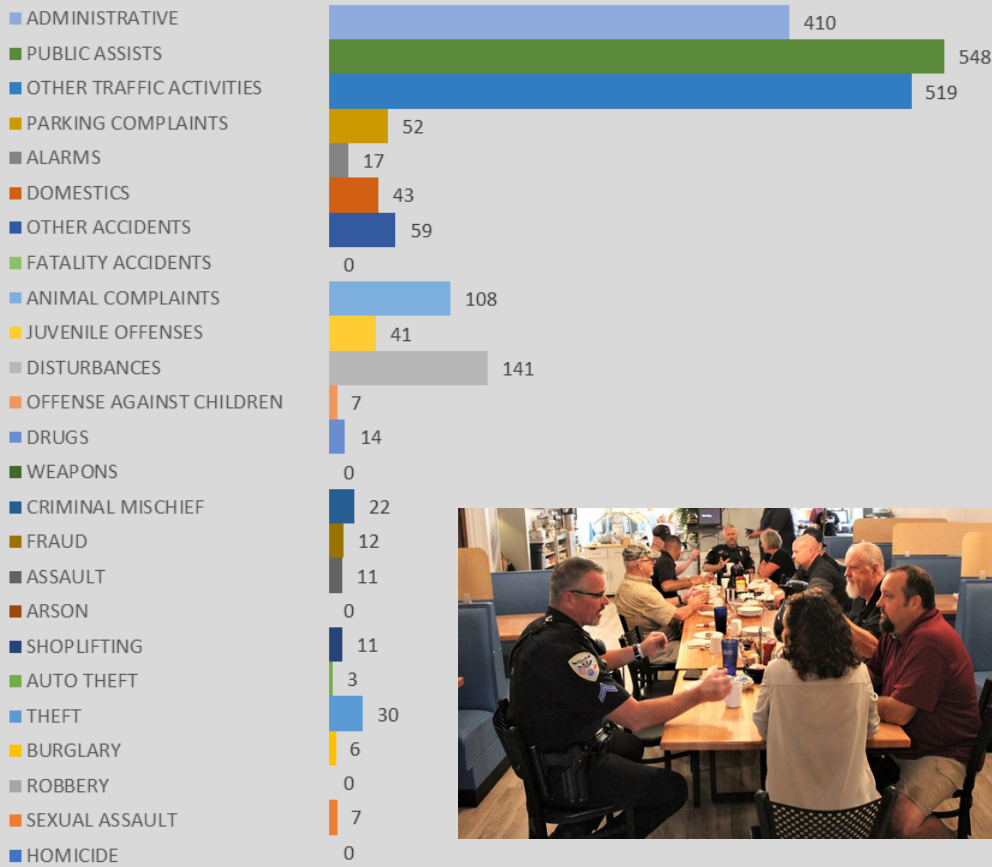 ADMINISTRATIVE 410
PUBLIC ASSISTS 548
OTHER TRAFFIC ACTIVITIES 519
PARKING COMPLAINTS 52
ALARMS 17
DOMESTICS 43
OTHER ACCIDENTS 59
FATALITY ACCIDENTS 0
ANIMAL COMPLAINTS 108
JUVENILE OFFENSES 41
DISTURBANCES 141
OFFENSE AGAINST CHILDREN 7
DRUGS 14
WEAPONS 0
CRIMINAL MISCHIEF 22
FRAUD 12
ASSAULT 11
ARSON 0
SHOPLIFTING 11
AUTO THEFT 3
THEFT 30
BURGLARY 6
ROBBERY 0
SEXUAL ASSAULT 7
HOMICIDE 0